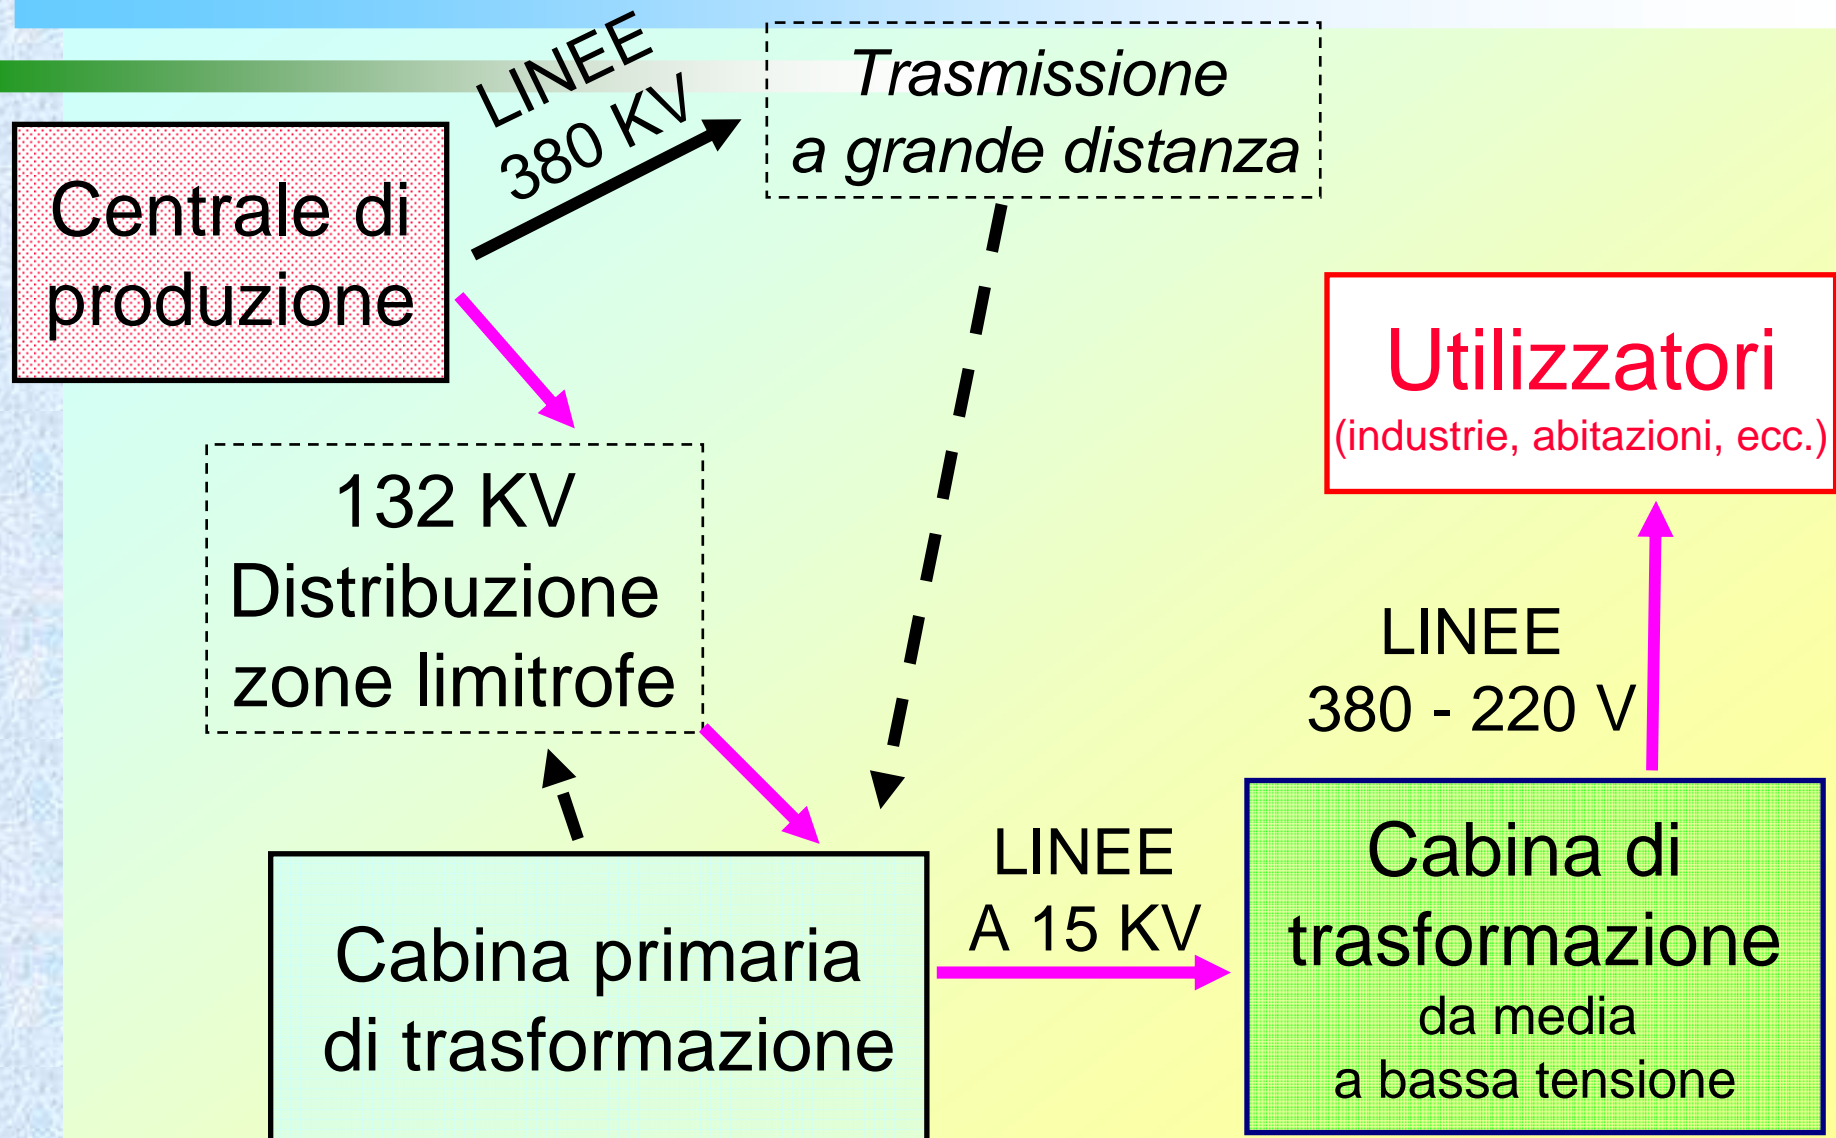 LINEE
380 KV
Trasmissione
a grande distanza
Centrale di
produzione
132 KV
Distribuzione
zone limitrofe
Utilizzatori
(industrie, abitazioni, ecc.)
LINEE
380 - 220 V
LINEE
A 15 KV
Cabina primaria
di trasformazione
Cabina di
trasformazione
da media
a bassa tensione